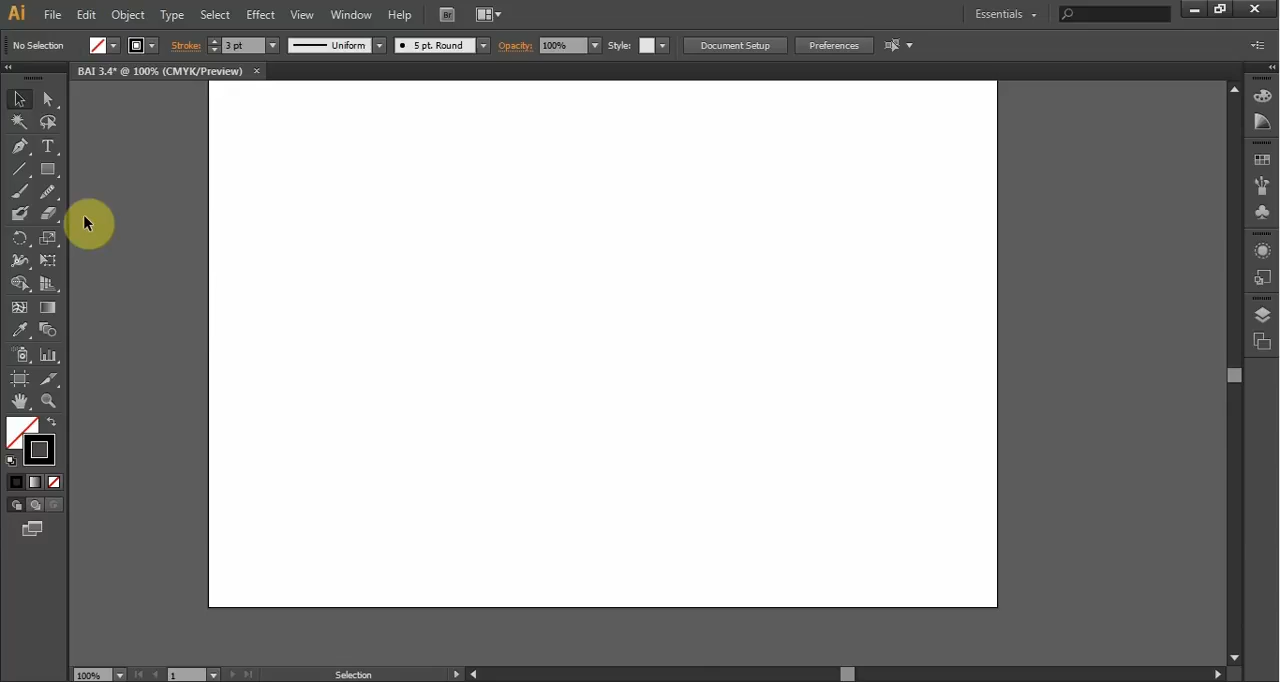 Ai File Edit Object Type Select Effect View Window Help Br Essentials
No Selection Stroke: 3 pt Uniform 5 pt. Round Opacity: 100% Style: Document Setup Preferences
BAI 3.4* @ 100% (CMYK/Preview) ×
T
100% 1 Selection